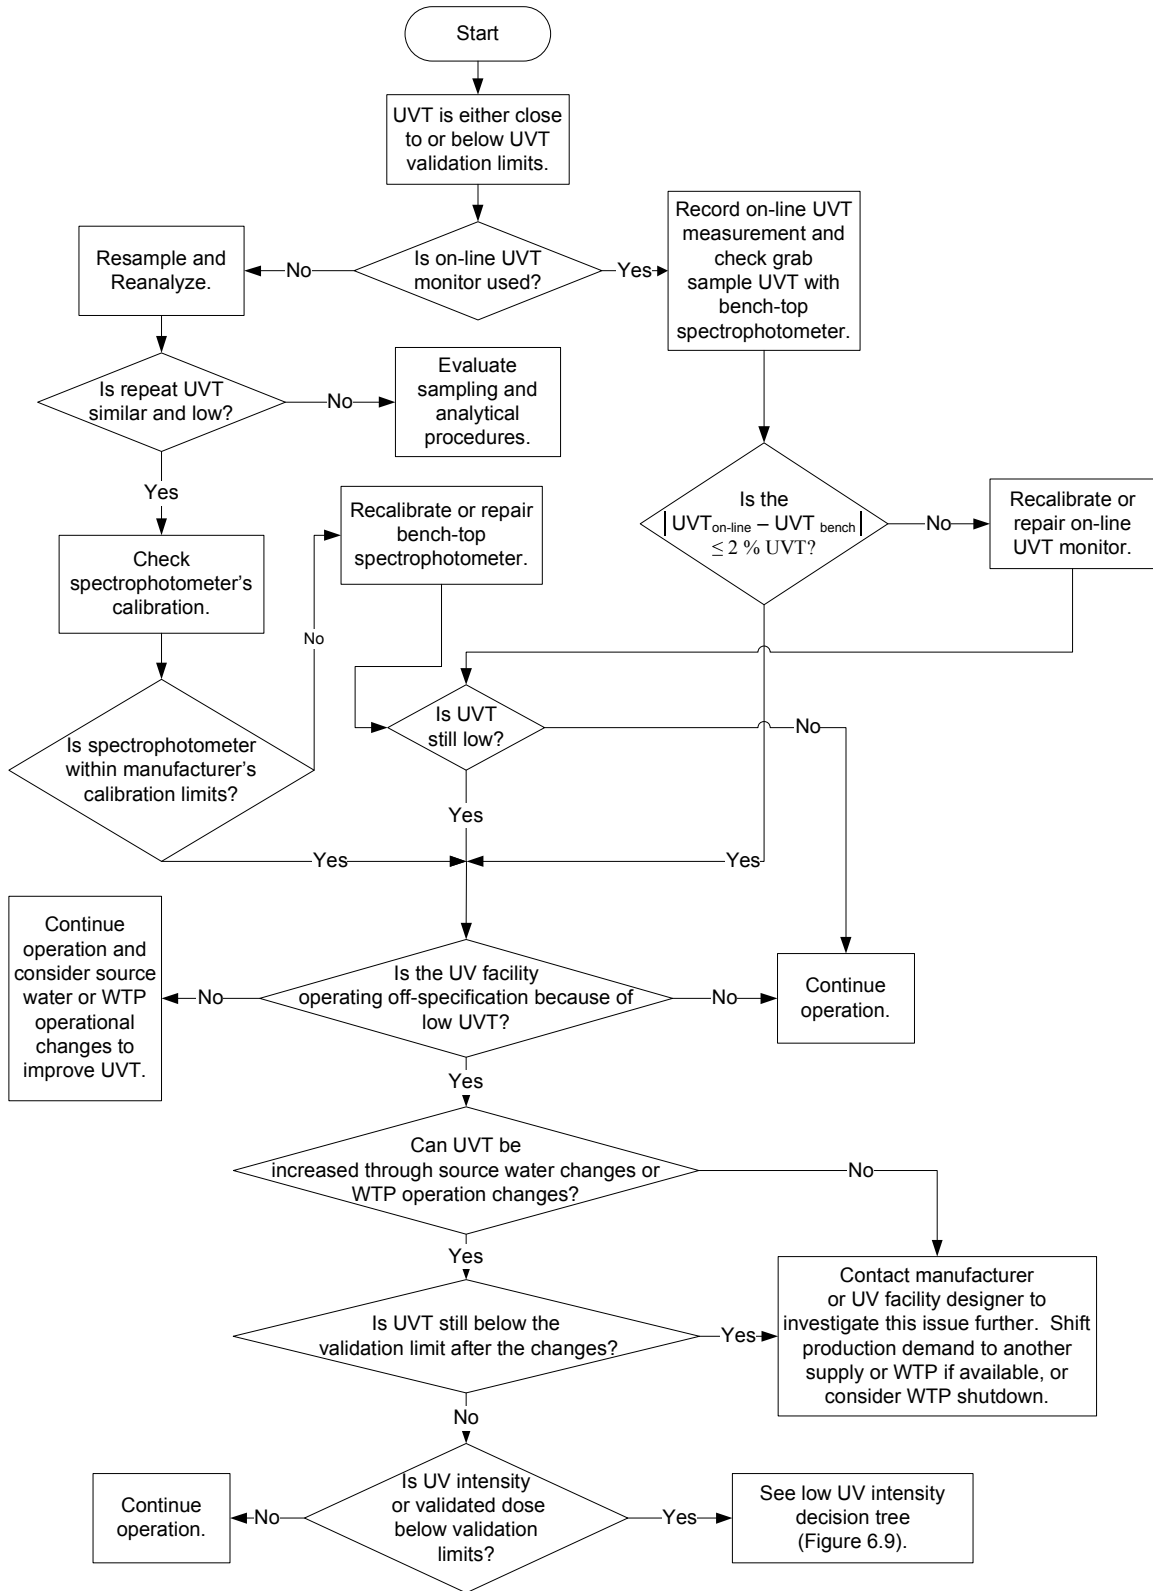 Start
UVT is either close
to or below UVT
validation limits.
Is on-line UVT
monitor used?
No
Yes
Resample and
Reanalyze.
Record on-line UVT
measurement and
check grab
sample UVT with
bench-top
spectrophotometer.
Is repeat UVT
similar and low?
No
Evaluate
sampling and
analytical
procedures.
Yes
Check
spectrophotometer's
calibration.
Recalibrate or repair
bench-top
spectrophotometer.
No
Is the
|UVT on-line – UVT bench|
≤ 2 % UVT?
No
Recalibrate or
repair on-line
UVT monitor.
Is spectrophotometer
within manufacturer's
calibration limits?
Is UVT
still low?
No
Yes
Yes
Yes
Continue
operation and
consider source
water or WTP
operational
changes to
improve UVT.
No
Is the UV facility
operating off-specification because of
low UVT?
No
Continue
operation.
Yes
Can UVT be
increased through source water changes or
WTP operation changes?
No
Yes
Is UVT still below the
validation limit after the changes?
Yes
Contact manufacturer
or UV facility designer to
investigate this issue further.  Shift
production demand to another
supply or WTP if available, or
consider WTP shutdown.
No
Continue
operation.
No
Is UV intensity
or validated dose
below validation
limits?
Yes
See low UV intensity
decision tree
(Figure 6.9).